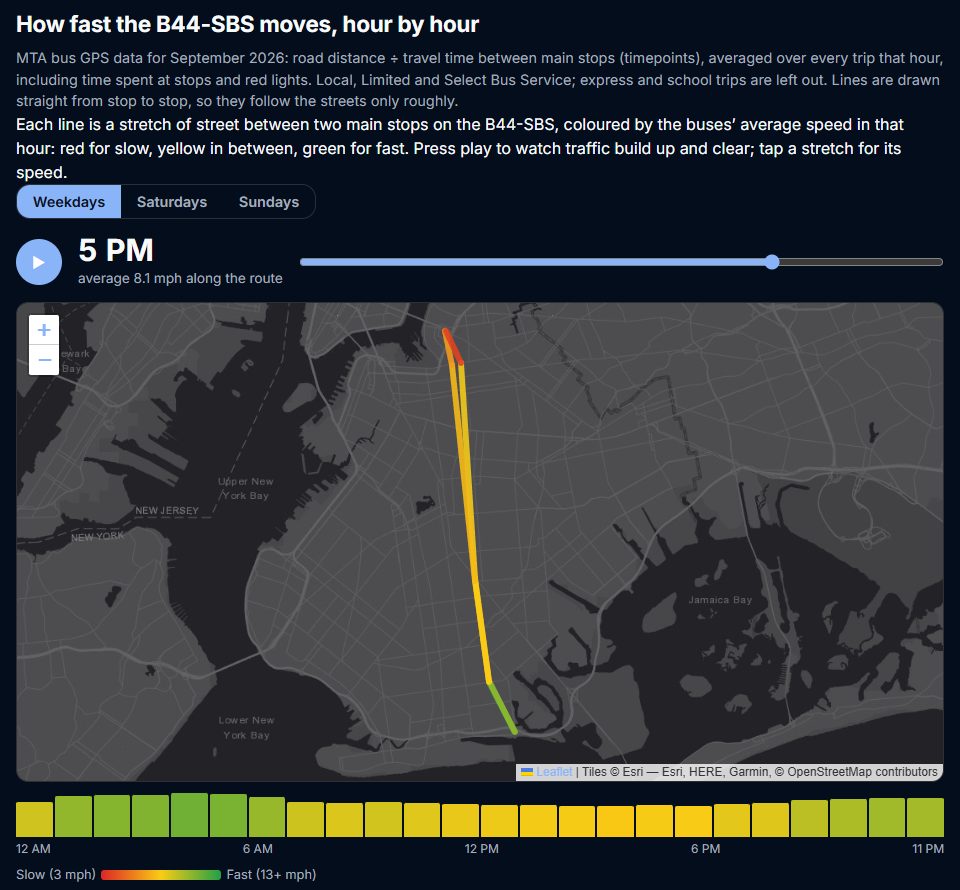 How fast the B44-SBS moves, hour by hour
MTA bus GPS data for September 2026: road distance ÷ travel time between main stops (timepoints), averaged over every trip that hour,
including time spent at stops and red lights. Local, Limited and Select Bus Service; express and school trips are left out. Lines are drawn
straight from stop to stop, so they follow the streets only roughly.
Each line is a stretch of street between two main stops on the B44-SBS, coloured by the buses’ average speed in that
hour: red for slow, yellow in between, green for fast. Press play to watch traffic build up and clear; tap a stretch for its
speed.
Weekdays Saturdays Sundays
5 PM
average 8.1 mph along the route
+
−
ewark
Bay
Upper New
York Bay
NEW JERSEY
NEW YORK
Jamaica Bay
Lower New
York Bay
Leaflet | Tiles © Esri — Esri, HERE, Garmin, © OpenStreetMap contributors
12 AM 6 AM 12 PM 6 PM 11 PM
Slow (3 mph) Fast (13+ mph)